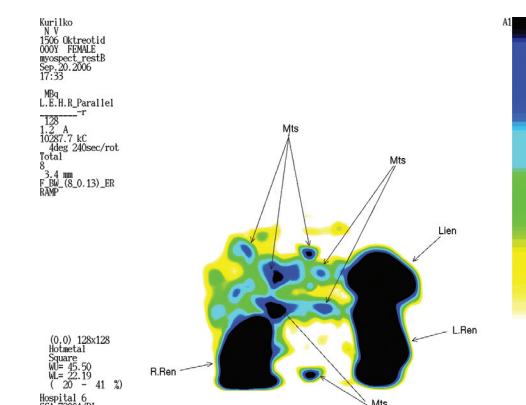 Kurilko
N V
1506 Oktreotid
000Y FEMALE
myospect_restB
Sep.20.2006
17:33
MBq
L.E.H.R_Parallel
-r
128
1.2 A
10287.7 kC
4deg 240sec/rot
Total
8
3.4 mm
F_BW_(8_0.13)_ER
RAMP
A1
Mts
Mts
Lien
L.Ren
R.Ren
Mts
(0,0) 128x128
Hotmetal
Square
WU= 45.50
WL= 22.19
( 20 - 41 %)
Hospital 6